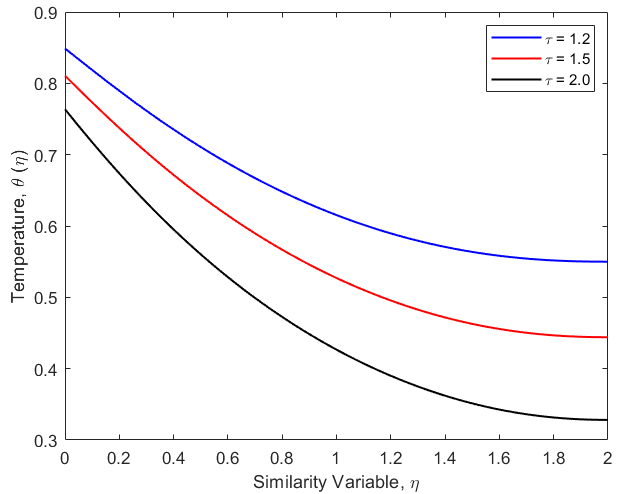 0.9
0.8
0.7
0.6
0.5
0.4
0.3
Temperature, θ (η)
τ = 1.2
τ = 1.5
τ = 2.0
0 0.2 0.4 0.6 0.8 1 1.2 1.4 1.6 1.8 2
Similarity Variable, η